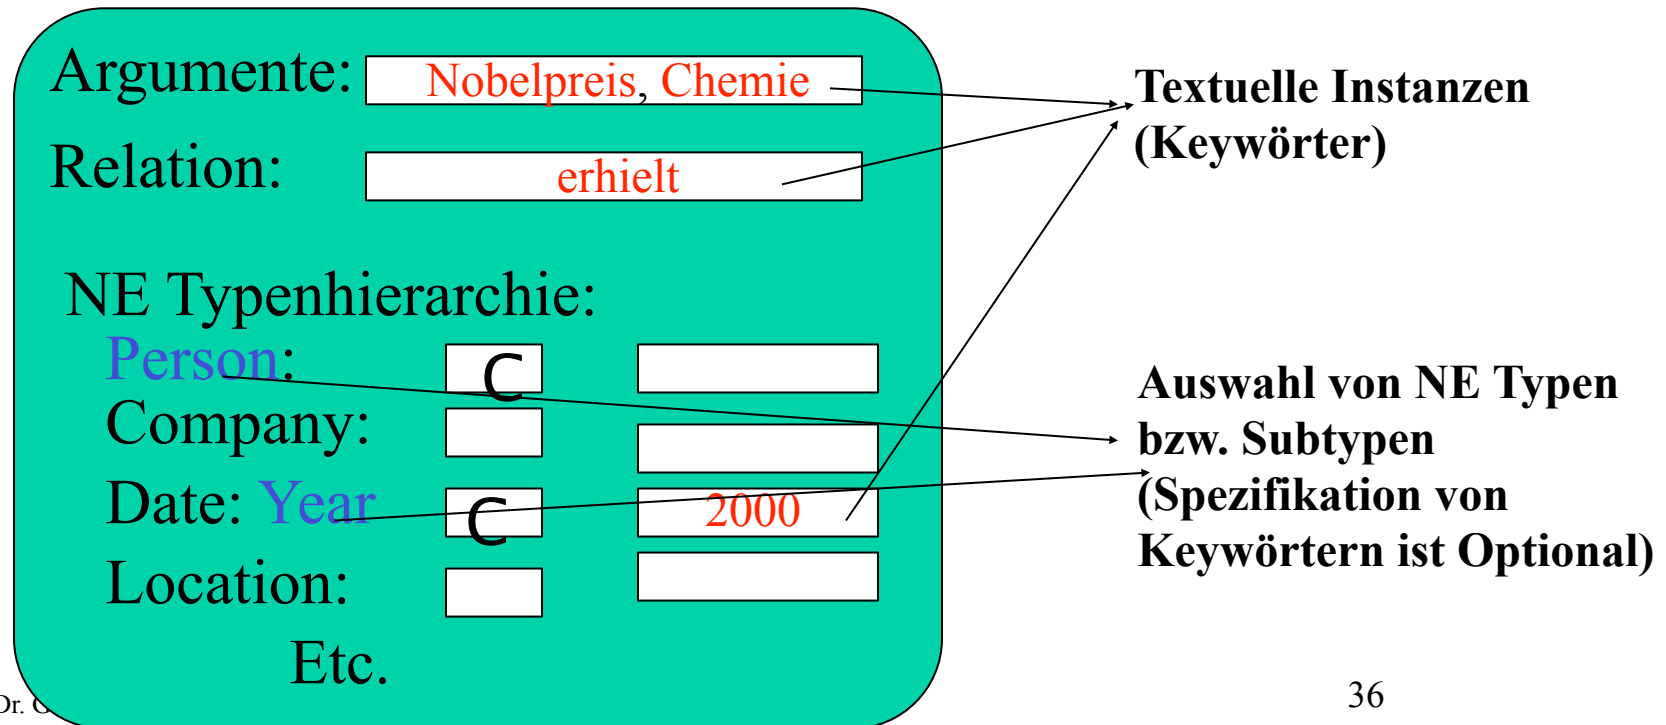 Argumente: Nobelpreis, Chemie
Relation: erhielt
NE Typenhierarchie:
Person: C
Company:
Date: Year C 2000
Location:
Etc.
Textuelle Instanzen
(Keywörter)
Auswahl von NE Typen
bzw. Subtypen
(Spezifikation von
Keywörtern ist Optional)
Dr. G
36